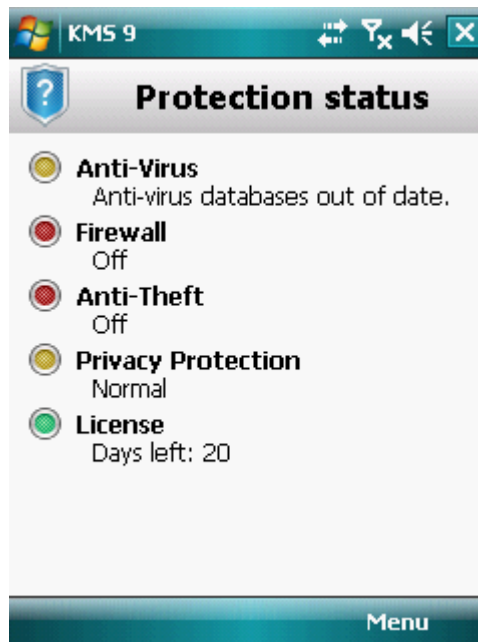 KMS 9
Protection status
Anti-Virus
Anti-virus databases out of date.
Firewall
Off
Anti-Theft
Off
Privacy Protection
Normal
License
Days left: 20
Menu